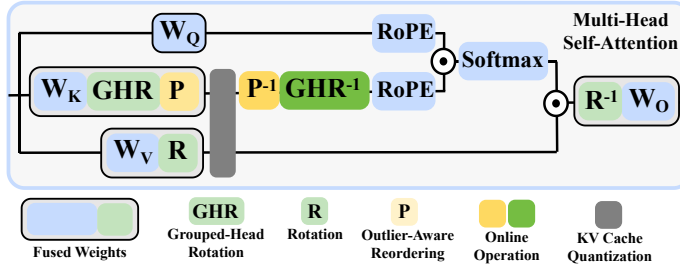 Multi-Head
Self-Attention
W_Q
RoPE
Softmax
W_K GHR P
P⁻¹ GHR⁻¹
RoPE
R⁻¹ W_O
W_V R
GHR
R
P
Fused Weights
Grouped-Head
Rotation
Rotation
Outlier-Aware
Reordering
Online
Operation
KV Cache
Quantization